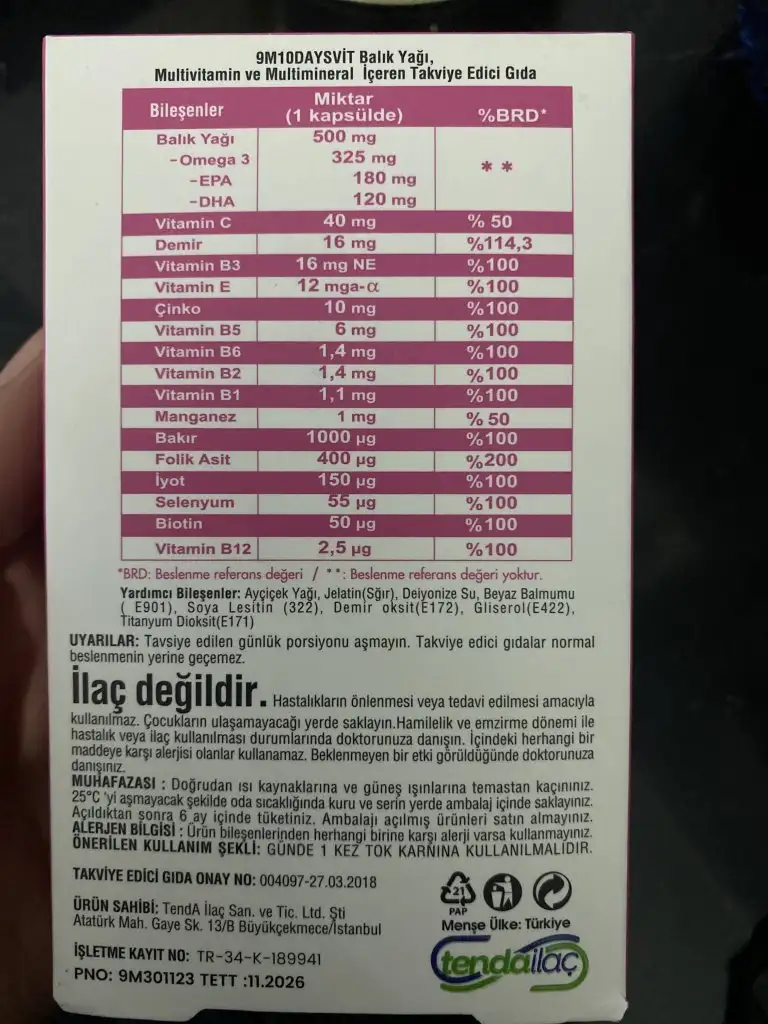 9M10DAYSVİT Balık Yağı,
Multivitamin ve Multimineral İçeren Takviye Edici Gıda
Bileşenler Miktar (1 kapsülde) %BRD*
Balık Yağı 500 mg
-Omega 3 325 mg **
-EPA 180 mg
-DHA 120 mg
Vitamin C 40 mg % 50
Demir 16 mg %114,3
Vitamin B3 16 mg NE %100
Vitamin E 12 mga-α %100
Çinko 10 mg %100
Vitamin B5 6 mg %100
Vitamin B6 1,4 mg %100
Vitamin B2 1,4 mg %100
Vitamin B1 1,1 mg %100
Manganez 1 mg % 50
Bakır 1000 µg %100
Folik Asit 400 µg %200
İyot 150 µg %100
Selenyum 55 µg %100
Biotin 50 µg %100
Vitamin B12 2,5 µg %100
*BRD: Beslenme referans değeri / **: Beslenme referans değeri yoktur.
Yardımcı Bileşenler: Ayçiçek Yağı, Jelatin(Sığır), Deiyonize Su, Beyaz Balmumu
( E901), Soya Lesitin (322), Demir oksit(E172), Gliserol(E422),
Titanyum Dioksit(E171)
UYARILAR: Tavsiye edilen günlük porsiyonu aşmayın. Takviye edici gıdalar normal
beslenmenin yerine geçemez.
İlaç değildir. Hastalıkların önlenmesi veya tedavi edilmesi amacıyla
kullanılmaz. Çocukların ulaşamayacağı yerde saklayın.Hamilelik ve emzirme dönemi ile
hastalık veya ilaç kullanılması durumlarında doktorunuza danışın. İçindeki herhangi bir
maddeye karşı alerjisi olanlar kullanamaz. Beklenmeyen bir etki görüldüğünde doktorunuza
danışınız.
MUHAFAZASI : Doğrudan ısı kaynaklarına ve güneş ışınlarına temastan kaçınınız.
25°C 'yi aşmayacak şekilde oda sıcaklığında kuru ve serin yerde ambalaj içinde saklayınız.
Açıldıktan sonra 6 ay içinde tüketiniz. Ambalajı açılmış ürünleri satın almayınız.
ALERJEN BİLGİSİ : Ürün bileşenlerinden herhangi birine karşı alerji varsa kullanmayınız.
ÖNERİLEN KULLANIM ŞEKLİ: GÜNDE 1 KEZ TOK KARNINA KULLANILMALIDIR.
TAKVİYE EDİCİ GIDA ONAY NO: 004097-27.03.2018
ÜRÜN SAHİBİ: TendA İlaç San. ve Tic. Ltd. Şti
Atatürk Mah. Gaye Sk. 13/B Büyükçekmece/İstanbul
İŞLETME KAYIT NO: TR-34-K-189941
PNO: 9M301123 TETT :11.2026
21
PAP
Menşe Ülke: Türkiye
tendailaç